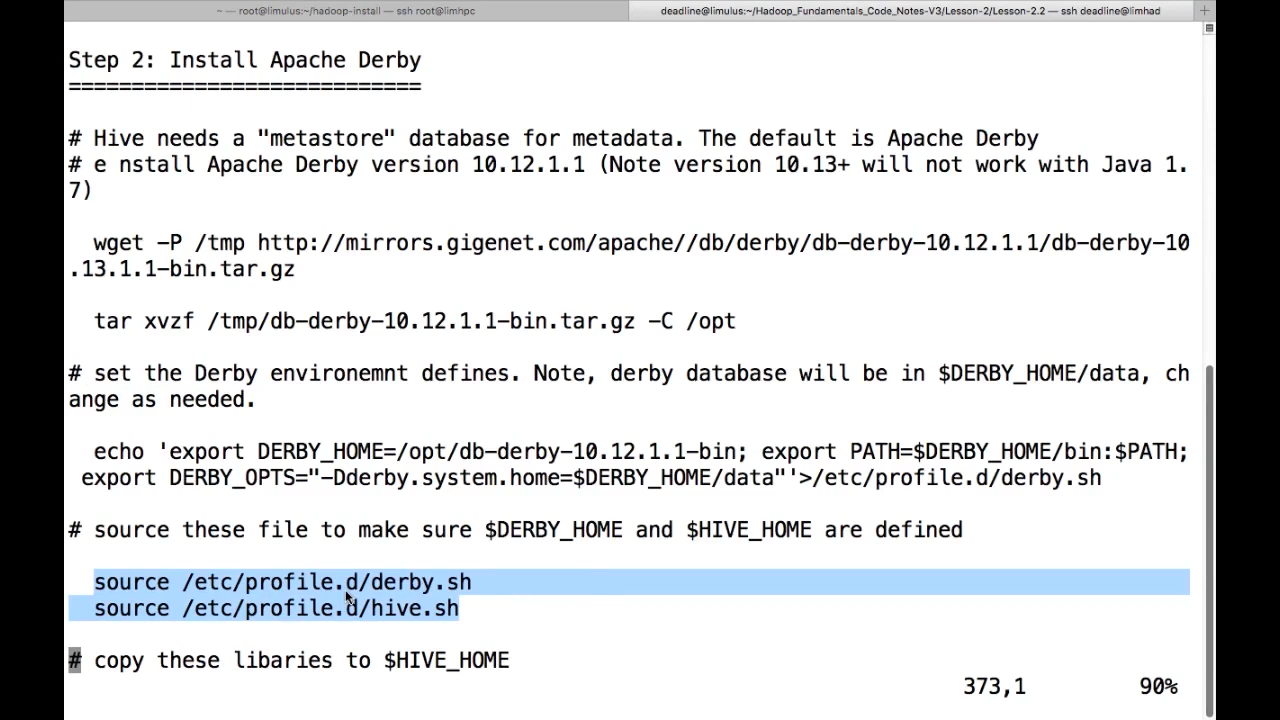 ~ — root@limulus:~/hadoop-install — ssh root@limhpc
deadline@limulus:~/Hadoop_Fundamentals_Code_Notes-V3/Lesson-2/Lesson-2.2 — ssh deadline@limhad
Step 2: Install Apache Derby
============================
# Hive needs a "metastore" database for metadata. The default is Apache Derby
# e nstall Apache Derby version 10.12.1.1 (Note version 10.13+ will not work with Java 1.
7)
wget -P /tmp http://mirrors.gigenet.com/apache//db/derby/db-derby-10.12.1.1/db-derby-10
.13.1.1-bin.tar.gz
tar xvzf /tmp/db-derby-10.12.1.1-bin.tar.gz -C /opt
# set the Derby environemnt defines. Note, derby database will be in $DERBY_HOME/data, ch
ange as needed.
echo 'export DERBY_HOME=/opt/db-derby-10.12.1.1-bin; export PATH=$DERBY_HOME/bin:$PATH;
export DERBY_OPTS="-Dderby.system.home=$DERBY_HOME/data"'>/etc/profile.d/derby.sh
# source these file to make sure $DERBY_HOME and $HIVE_HOME are defined
source /etc/profile.d/derby.sh
source /etc/profile.d/hive.sh
# copy these libaries to $HIVE_HOME
373,1 90%